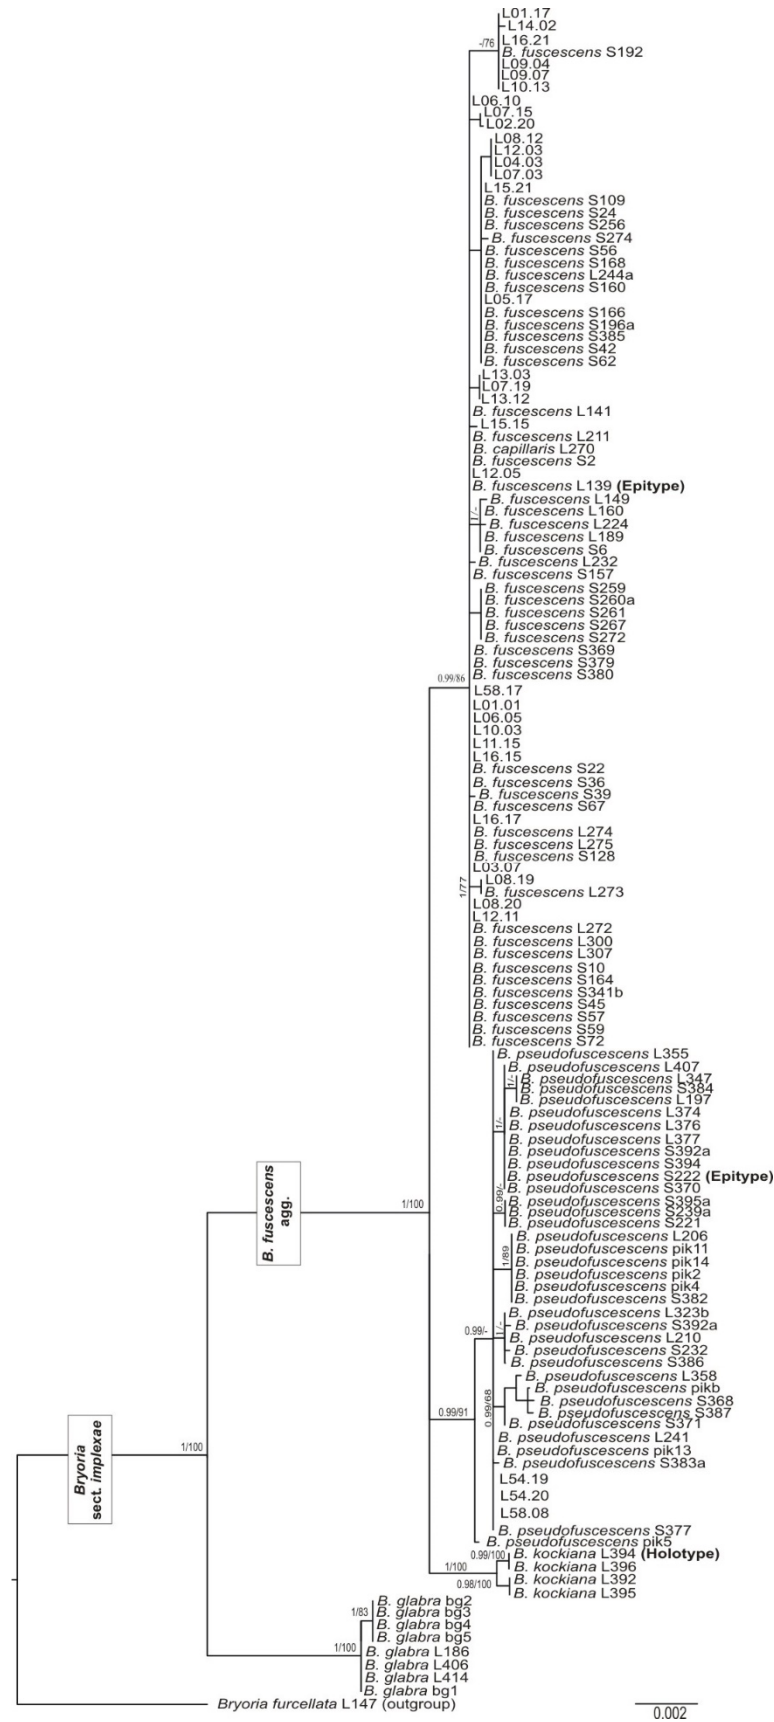 L01.17
L14.02
-/76
L16.21
B. fuscescens S192
L09.04
L09.07
L10.13
L06.10
L07.15
L02.20
L08.12
L12.03
L04.03
L07.03
L15.21
B. fuscescens S109
B. fuscescens S24
B. fuscescens S256
B. fuscescens S274
B. fuscescens S56
B. fuscescens S168
B. fuscescens L244a
B. fuscescens S160
L05.17
B. fuscescens S166
B. fuscescens S196a
B. fuscescens S385
B. fuscescens S42
B. fuscescens S62
L13.03
L07.19
L13.12
B. fuscescens L141
L15.15
B. fuscescens L211
B. capillaris L270
B. fuscescens S2
L12.05
B. fuscescens L139 (Epitype)
B. fuscescens L149
1/-
B. fuscescens L160
B. fuscescens L224
B. fuscescens L189
B. fuscescens S6
B. fuscescens L232
B. fuscescens S157
B. fuscescens S259
B. fuscescens S260a
B. fuscescens S261
B. fuscescens S267
B. fuscescens S272
B. fuscescens S369
B. fuscescens S379
B. fuscescens S380
0.99/86
L58.17
L01.01
L06.05
L10.03
L11.15
L16.15
B. fuscescens S22
B. fuscescens S36
B. fuscescens S39
B. fuscescens S67
L16.17
B. fuscescens L274
B. fuscescens L275
B. fuscescens S128
L03.07
L08.19
1/77
B. fuscescens L273
L08.20
L12.11
B. fuscescens L272
B. fuscescens L300
B. fuscescens L307
B. fuscescens S10
B. fuscescens S164
B. fuscescens S341b
B. fuscescens S45
B. fuscescens S57
B. fuscescens S59
B. fuscescens S72
B. pseudofuscescens L355
B. pseudofuscescens L407
B. pseudofuscescens L347
1/-
B. pseudofuscescens S384
B. pseudofuscescens L197
B. pseudofuscescens L374
B. pseudofuscescens L376
1/-
B. pseudofuscescens L377
B. pseudofuscescens S392a
B. pseudofuscescens S394
B. pseudofuscescens S222 (Epitype)
B. pseudofuscescens S370
0.99/-
B. pseudofuscescens S395a
B. pseudofuscescens S239a
B. pseudofuscescens S221
B. fuscescens
agg.
1/100
B. pseudofuscescens L206
B. pseudofuscescens pik11
1/89
B. pseudofuscescens pik14
B. pseudofuscescens pik2
B. pseudofuscescens pik4
B. pseudofuscescens S382
B. pseudofuscescens L323b
B. pseudofuscescens S392a
0.99/-
1/-
B. pseudofuscescens L210
B. pseudofuscescens S232
B. pseudofuscescens S386
B. pseudofuscescens L358
B. pseudofuscescens pikb
B. pseudofuscescens S368
0.99/68
B. pseudofuscescens S387
0.99/91
B. pseudofuscescens S371
B. pseudofuscescens L241
Bryoria
sect. implexae
1/100
B. pseudofuscescens pik13
B. pseudofuscescens S383a
L54.19
L54.20
L58.08
B. pseudofuscescens S377
B. pseudofuscescens pik5
0.99/100
B. kockiana L394 (Holotype)
1/100
B. kockiana L396
0.98/100
B. kockiana L392
B. kockiana L395
B. glabra bg2
1/83
B. glabra bg3
B. glabra bg4
B. glabra bg5
1/100
B. glabra L186
B. glabra L406
B. glabra L414
B. glabra bg1
Bryoria furcellata L147 (outgroup)
0.002